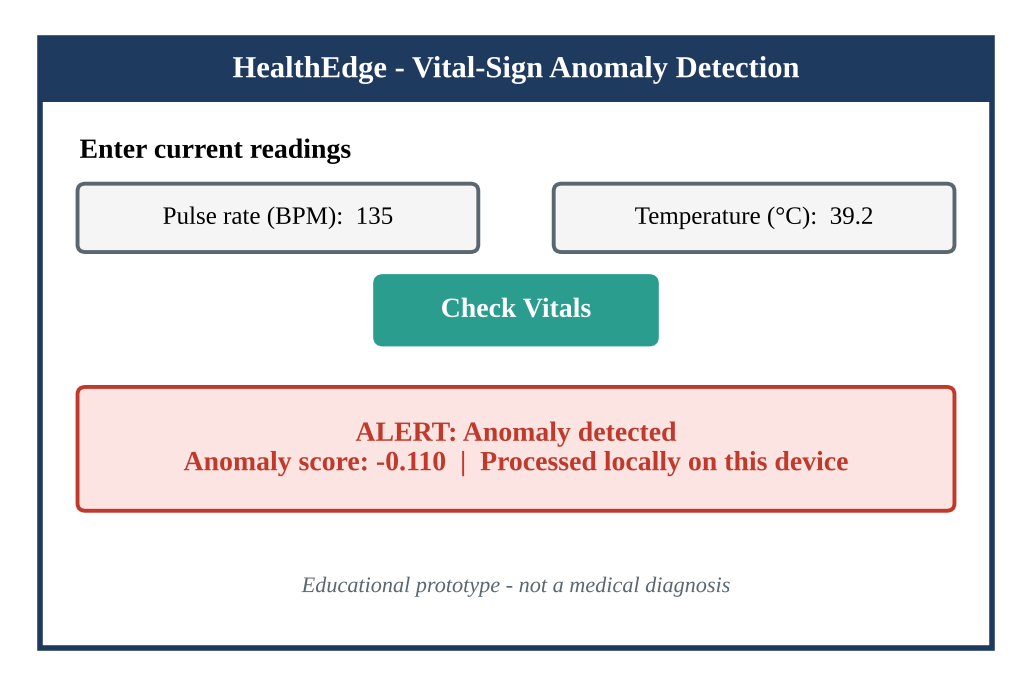 HealthEdge - Vital-Sign Anomaly Detection
Enter current readings
Pulse rate (BPM): 135
Temperature (°C): 39.2
Check Vitals
ALERT: Anomaly detected
Anomaly score: -0.110 | Processed locally on this device
Educational prototype - not a medical diagnosis